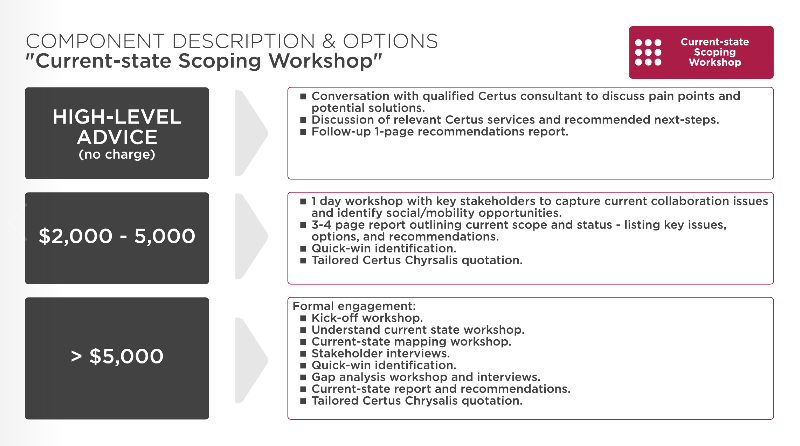 COMPONENT DESCRIPTION & OPTIONS
"Current-state Scoping Workshop"
Current-state
Scoping
Workshop
HIGH-LEVEL
ADVICE
(no charge)
■ Conversation with qualified Certus consultant to discuss pain points and
potential solutions.
■ Discussion of relevant Certus services and recommended next-steps.
■ Follow-up 1-page recommendations report.
$2,000 - 5,000
■ 1 day workshop with key stakeholders to capture current collaboration issues
and identify social/mobility opportunities.
■ 3-4 page report outlining current scope and status - listing key issues,
options, and recommendations.
■ Quick-win identification.
■ Tailored Certus Chyrsalis quotation.
> $5,000
Formal engagement:
■ Kick-off workshop.
■ Understand current state workshop.
■ Current-state mapping workshop.
■ Stakeholder interviews.
■ Quick-win identification.
■ Gap analysis workshop and interviews.
■ Current-state report and recommendations.
■ Tailored Certus Chrysalis quotation.